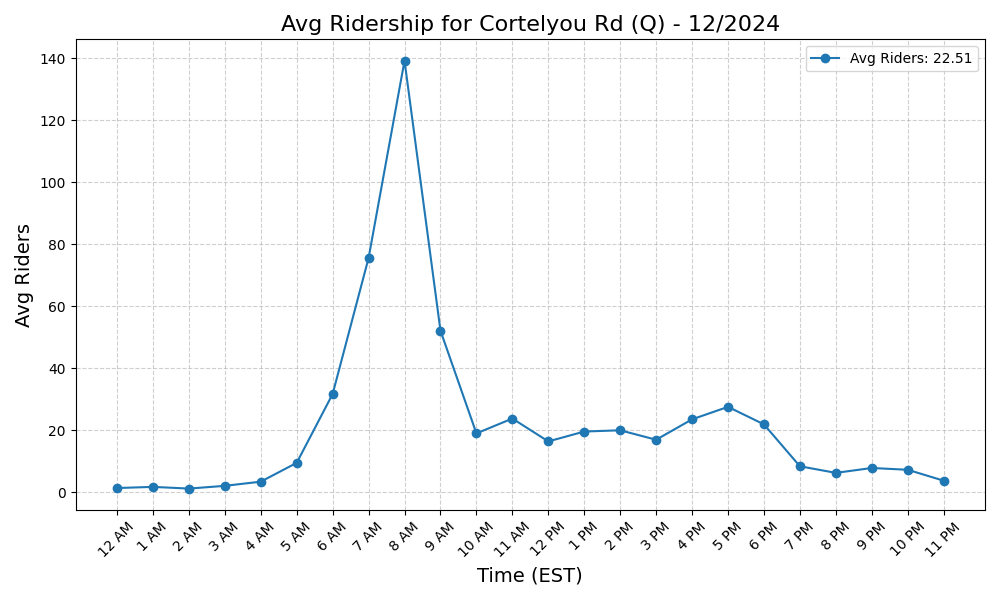 Avg Ridership for Cortelyou Rd (Q) - 12/2024
Avg Riders: 22.51
Avg Riders
140
120
100
80
60
40
20
0
12 AM
1 AM
2 AM
3 AM
4 AM
5 AM
6 AM
7 AM
8 AM
9 AM
10 AM
11 AM
12 PM
1 PM
2 PM
3 PM
4 PM
5 PM
6 PM
7 PM
8 PM
9 PM
10 PM
11 PM
Time (EST)